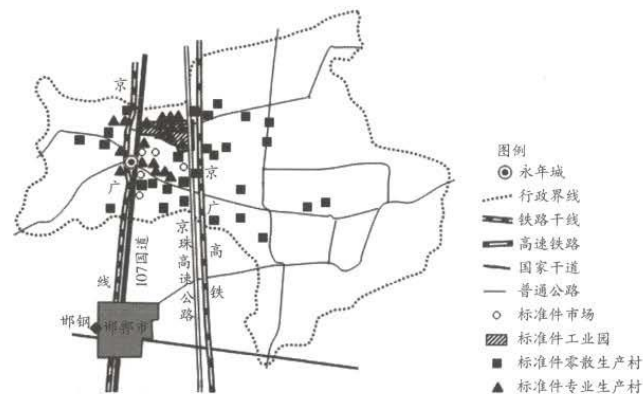 京
广
线
107国道
京珠高速公路
京
广
高
铁
邯钢
邯郸市
图例
永年城
行政界线
铁路干线
高速铁路
国家干道
普通公路
标准件市场
标准件工业园
标准件零散生产村
标准件专业生产村